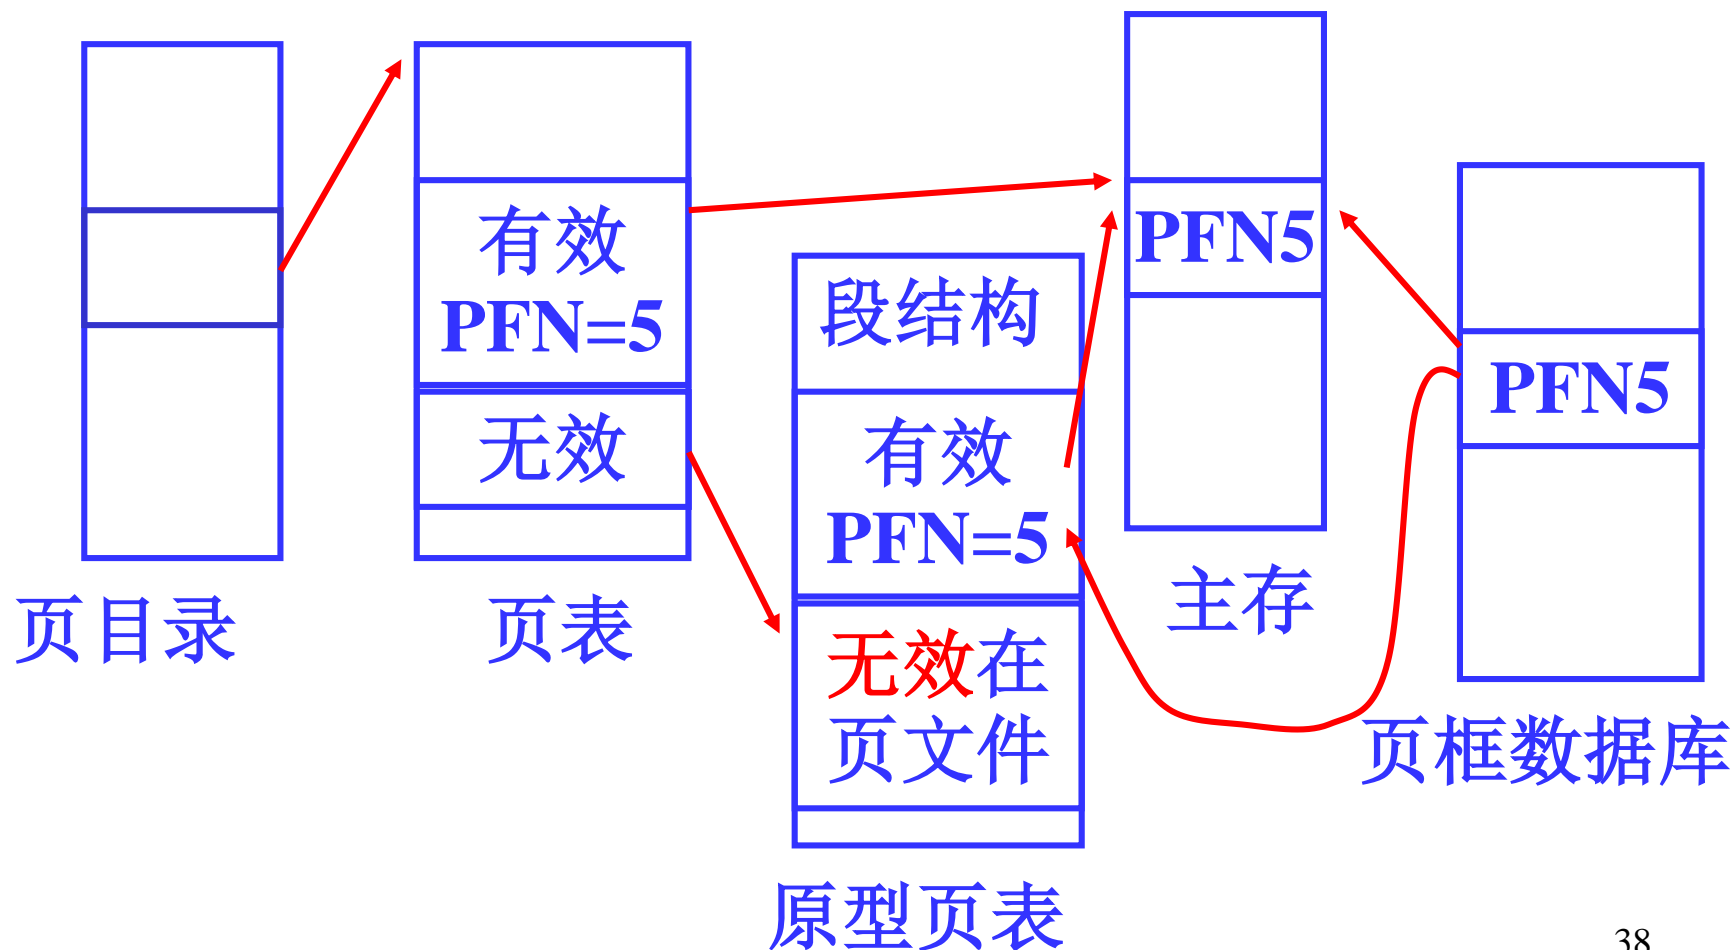 有效
PFN=5
无效
页目录
页表
段结构
有效
PFN=5
无效在
页文件
原型页表
PFN5
主存
PFN5
页框数据库
38